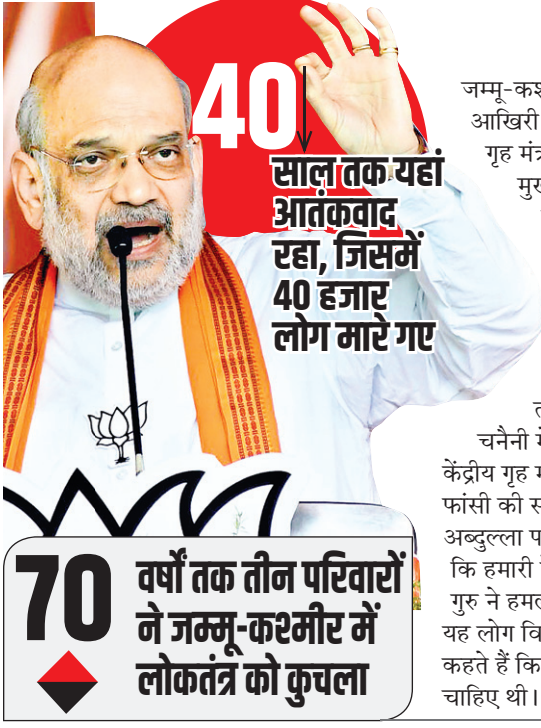 40
साल तक यहां
आतंकवाद
रहा, जिसमें
40 हजार
लोग मारे गए
70
वर्षों तक तीन परिवारों
ने जम्मू-कश्मीर में
लोकतंत्र को कुचला
जम्मू-कश
आखिरी
गृह मंत्र
मुख
चनैनी में
केंद्रीय गृह म
फांसी की स
अब्दुल्ला प
कि हमारी
गुरु ने हमल
यह लोग वि
कहते हैं कि
चाहिए थी।